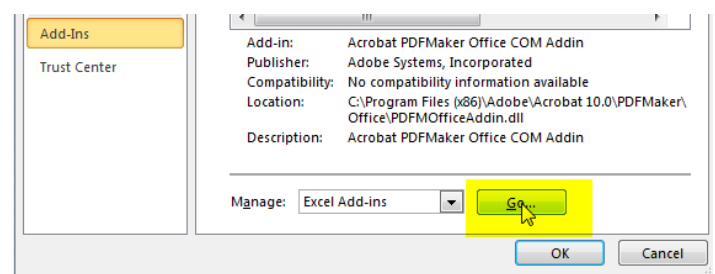 Add-Ins
Trust Center
Add-in: Acrobat PDFMaker Office COM Addin
Publisher: Adobe Systems, Incorporated
Compatibility: No compatibility information available
Location: C:\Program Files (x86)\Adobe\Acrobat 10.0\PDFMaker\
Office\PDFMOfficeAddin.dll
Description: Acrobat PDFMaker Office COM Addin
Manage: Excel Add-ins Go...
OK Cancel